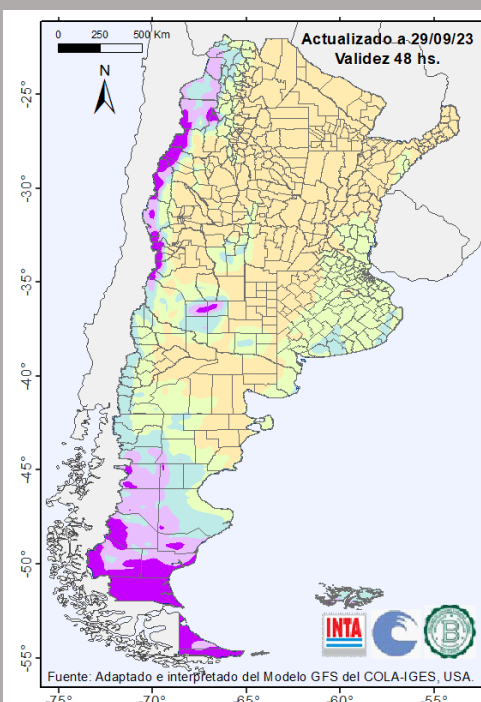 0 250 500 Km
Actualizado a 29/09/23
Validez 48 hs.
N
-25°
-30°
-35°
-40°
-45°
-50°
-55°
INTA
B
Fuente: Adaptado e interpretado del Modelo GFS del COLA-IGES, USA.
-75° -70° -65° -60° -55°